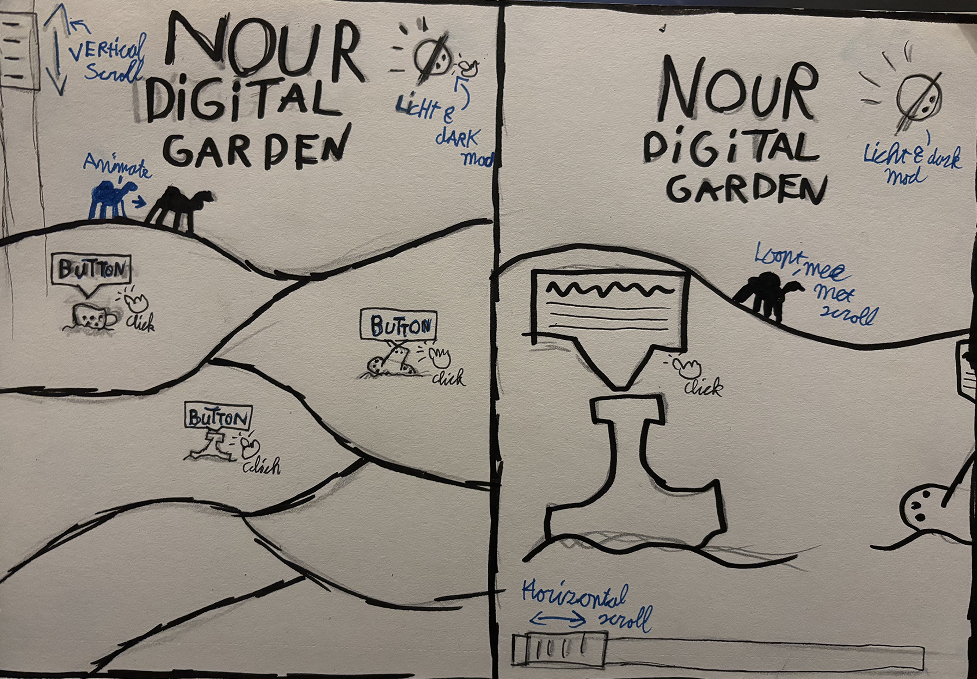 VERTical
Scroll
NOUR
DiGiTAL
GARDEN
LicHt &
dARK
mod
Animate
BUTTON
click
BUTTON
click
BUTTON
click
NOUR
DiGiTAL
GARDEN
Licht & dark
mod
Loopt mee
met
scroll
click
Horizontal
scroll